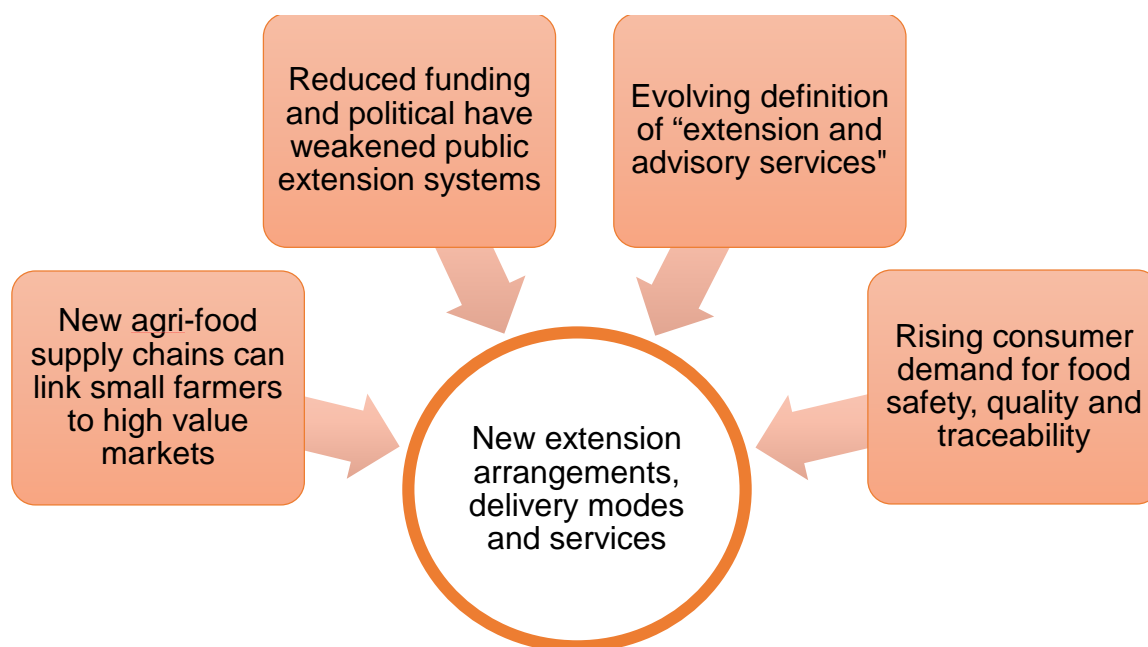 Reduced funding
and political have
weakened public
extension systems
Evolving definition
of “extension and
advisory services"
New agri-food
supply chains can
link small farmers
to high value
markets
Rising consumer
demand for food
safety, quality and
traceability
New extension
arrangements,
delivery modes
and services